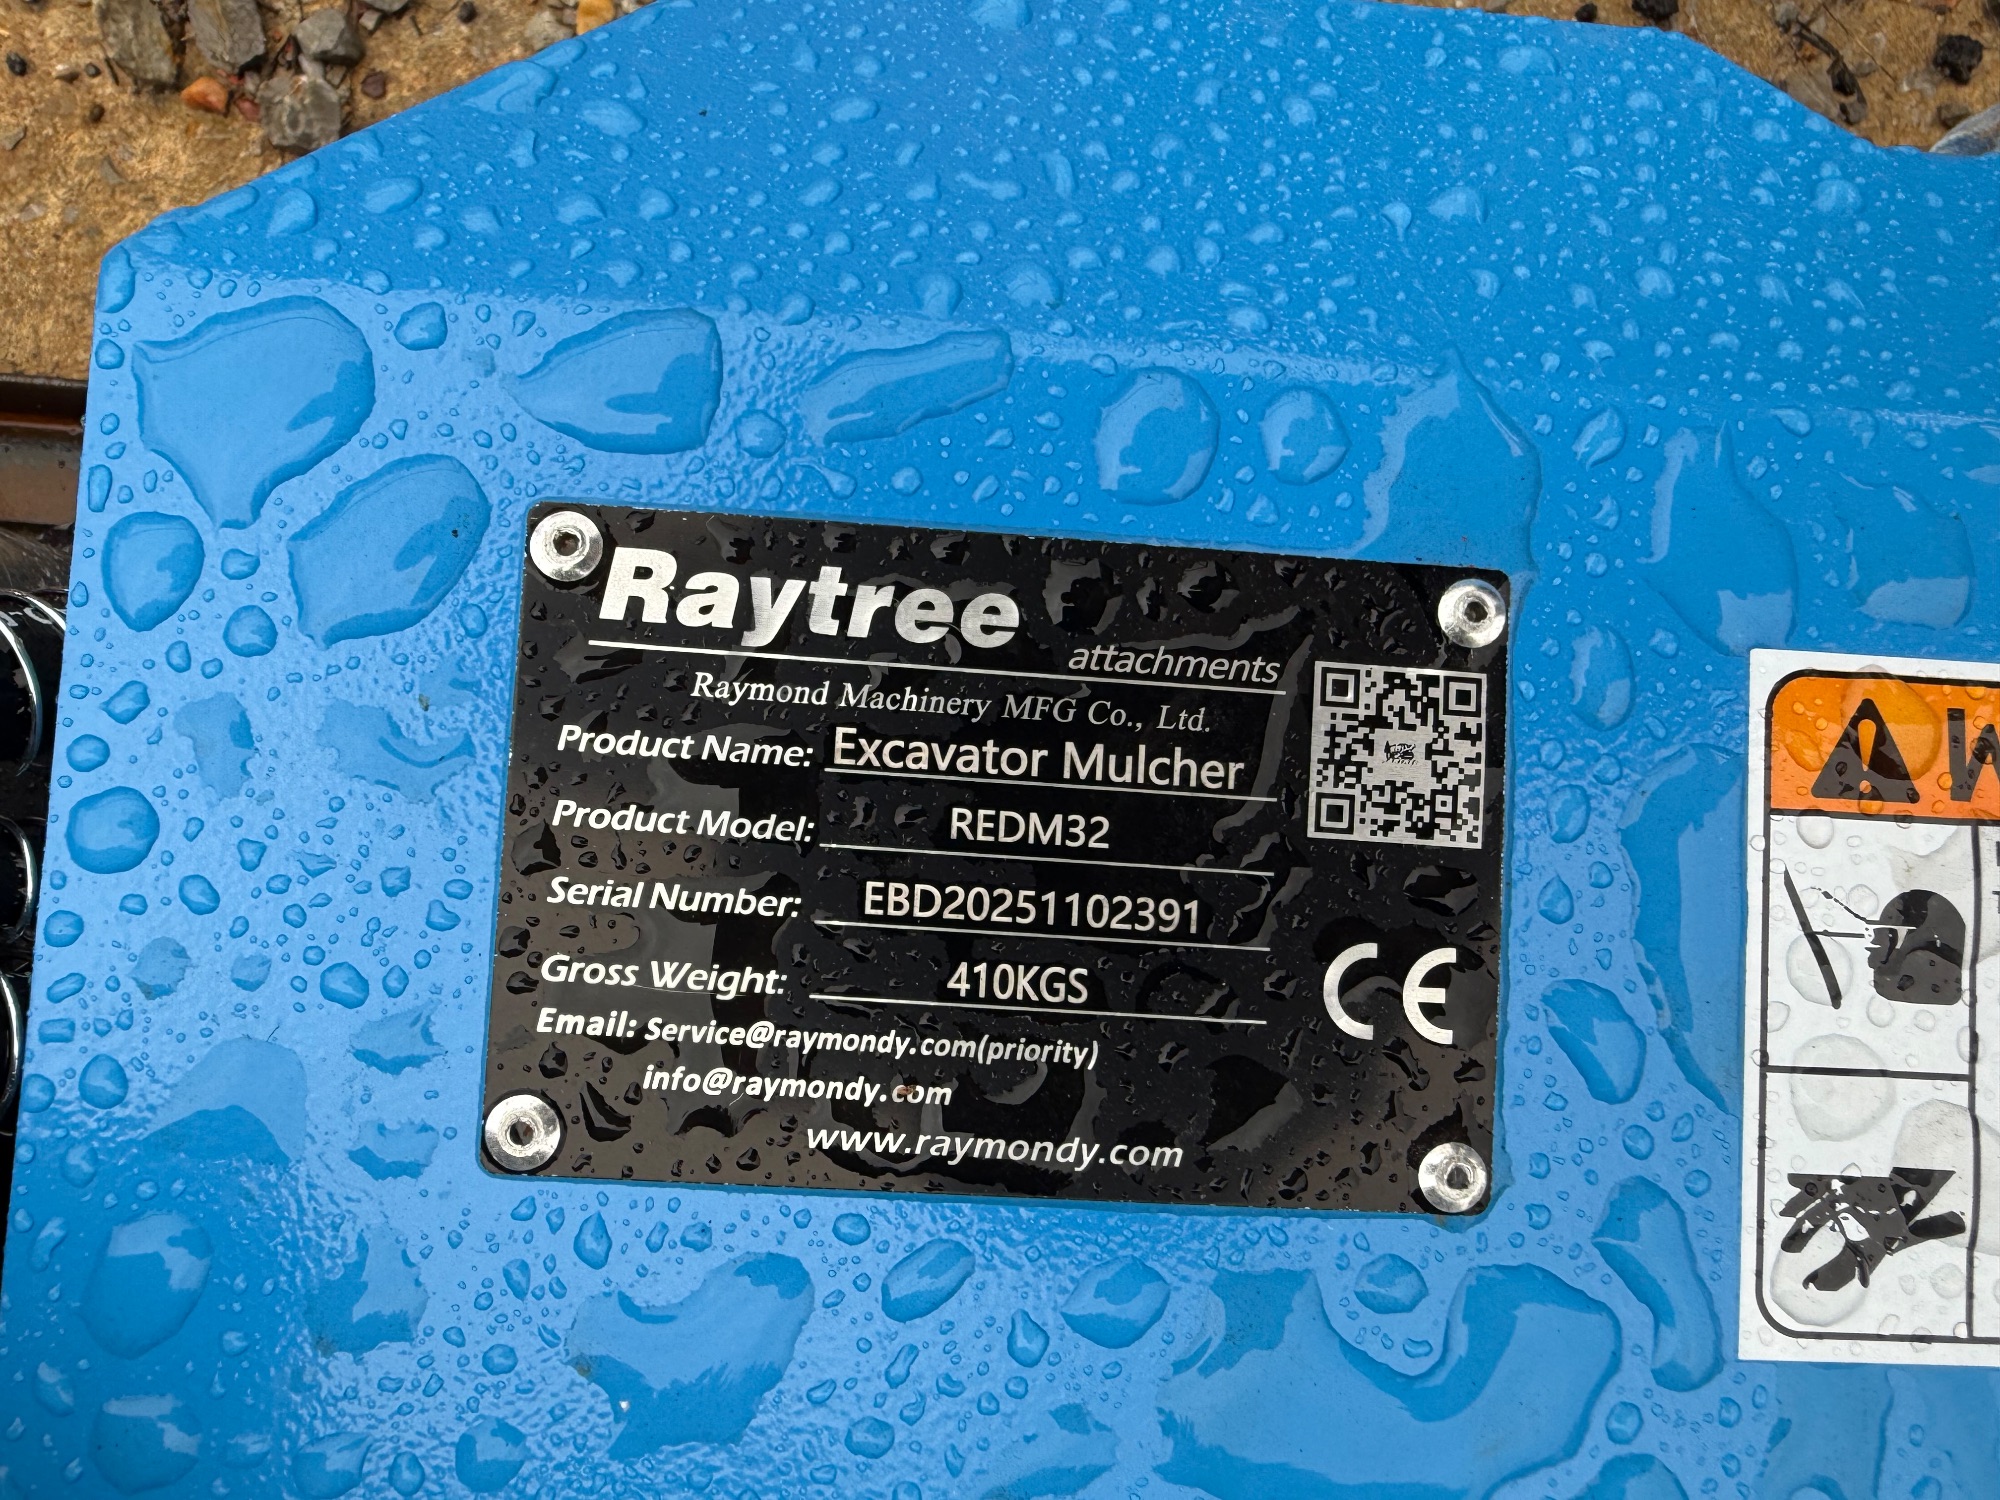 Raytree
attachments
Raymond Machinery MFG Co., Ltd.
Product Name: Excavator Mulcher
Product Model: REDM32
Serial Number: EBD20251102391
Gross Weight: 410KGS
Email: Service@raymondy.com(priority)
info@raymondy.com
www.raymondy.com
CE